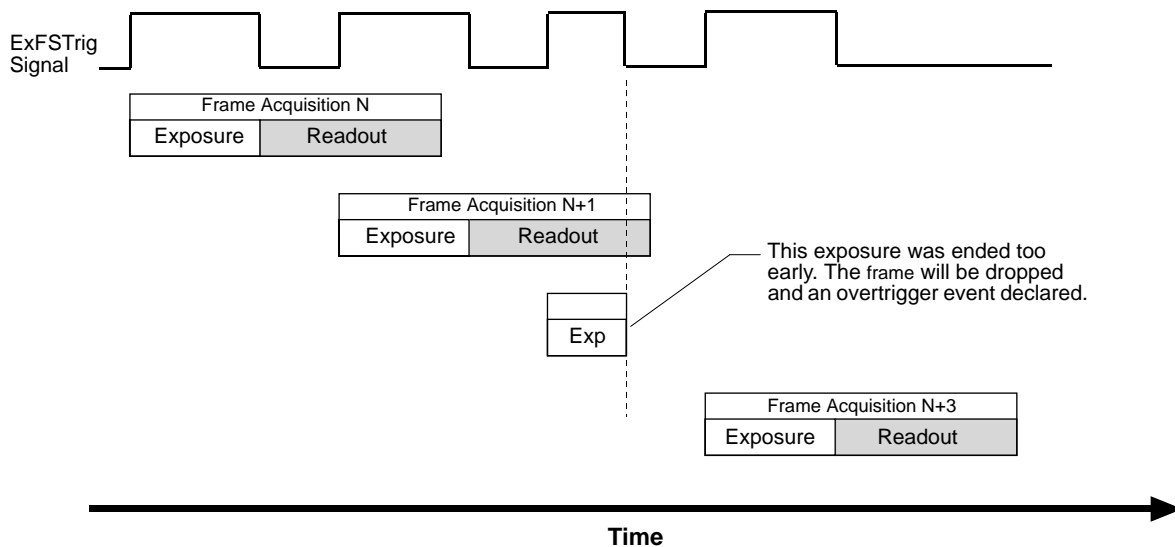 ExFSTrig
Signal
Frame Acquisition N
Exposure Readout
Frame Acquisition N+1
Exposure Readout
This exposure was ended too
early. The frame will be dropped
and an overtrigger event declared.
Exp
Frame Acquisition N+3
Exposure Readout
Time